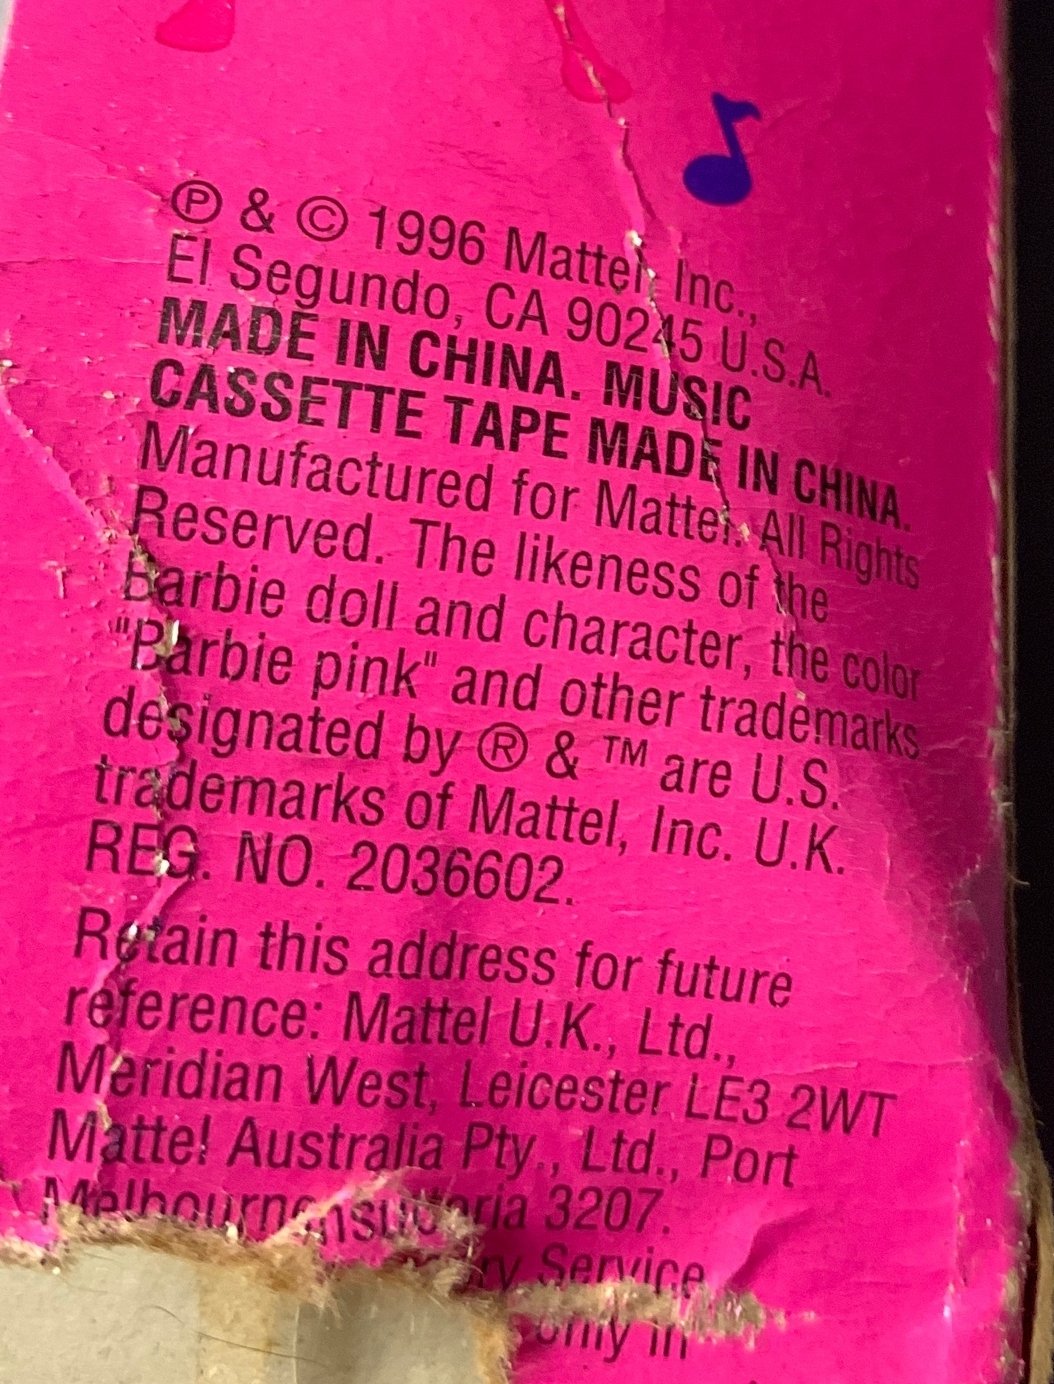 Ⓟ & © 1996 Mattel, Inc.,
El Segundo, CA 90245 U.S.A.
MADE IN CHINA. MUSIC
CASSETTE TAPE MADE IN CHINA.
Manufactured for Mattel. All Rights
Reserved. The likeness of the
Barbie doll and character, the color
"Barbie pink" and other trademarks
designated by ® & ™ are U.S.
trademarks of Mattel, Inc. U.K.
REG. NO. 2036602.
Retain this address for future
reference: Mattel U.K., Ltd.,
Meridian West, Leicester LE3 2WT
Mattel Australia Pty., Ltd., Port
Melbourne 3207.
Service
only in